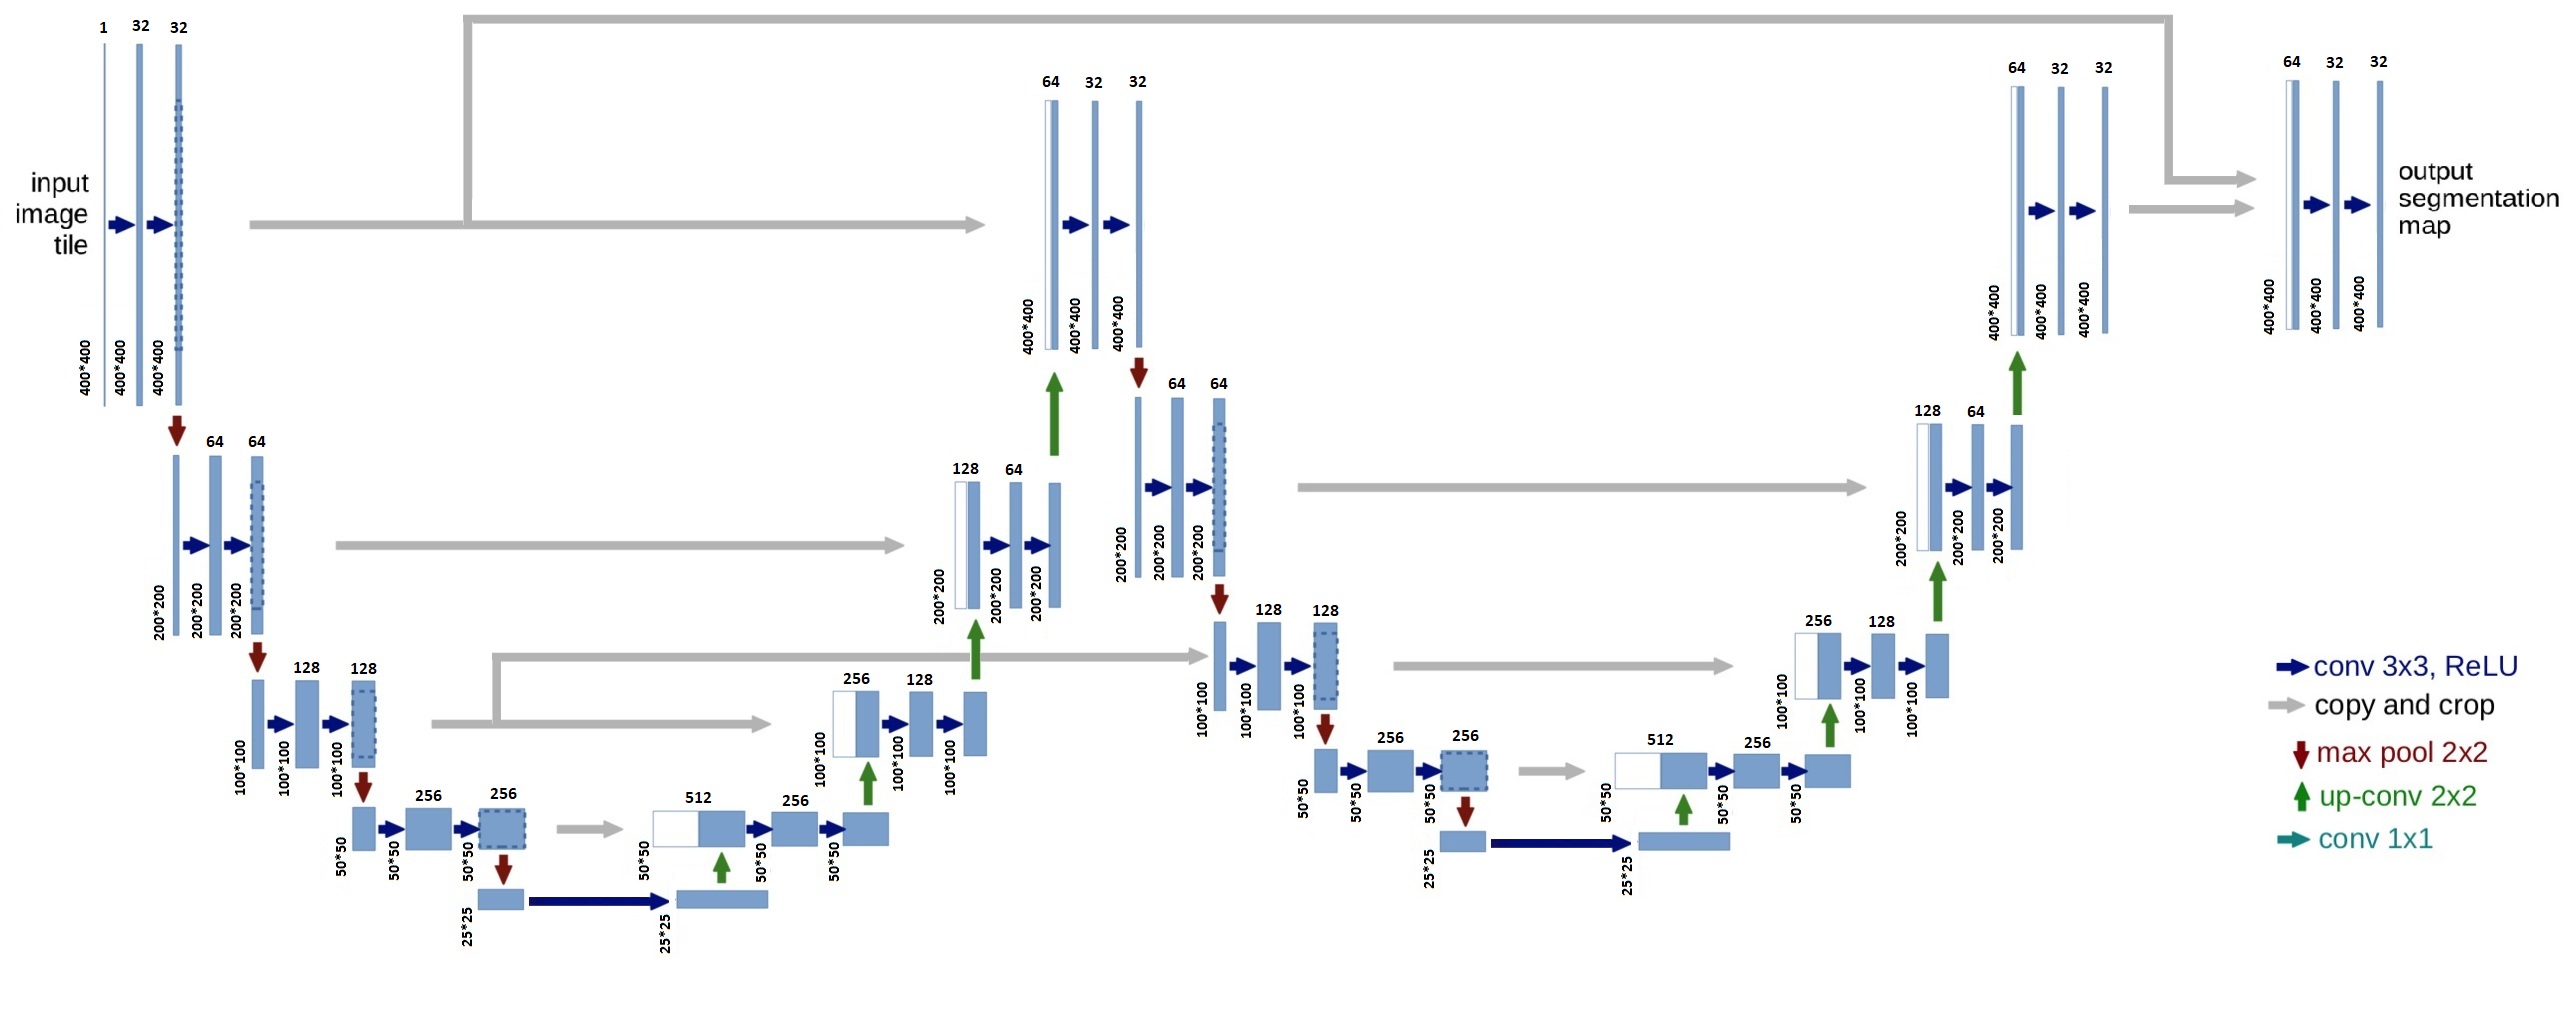 1 32 32
input
image
tile
400*400 400*400 400*400
64 64
200*200 200*200 200*200
128 128
100*100 100*100 100*100
256 256
50*50 50*50 50*50
25*25 25*25
512 256
50*50 50*50 50*50
256 128
100*100 100*100 100*100
128 64
200*200 200*200 200*200
64 32 32
400*400 400*400 400*400
64 64
200*200 200*200 200*200
128 128
100*100 100*100 100*100
256 256
50*50 50*50 50*50
25*25 25*25
512 256
50*50 50*50 50*50
256 128
100*100 100*100 100*100
128 64
200*200 200*200 200*200
64 32 32
400*400 400*400 400*400
64 32 32
400*400 400*400 400*400
output
segmentation
map
conv 3x3, ReLU
copy and crop
max pool 2x2
up-conv 2x2
conv 1x1